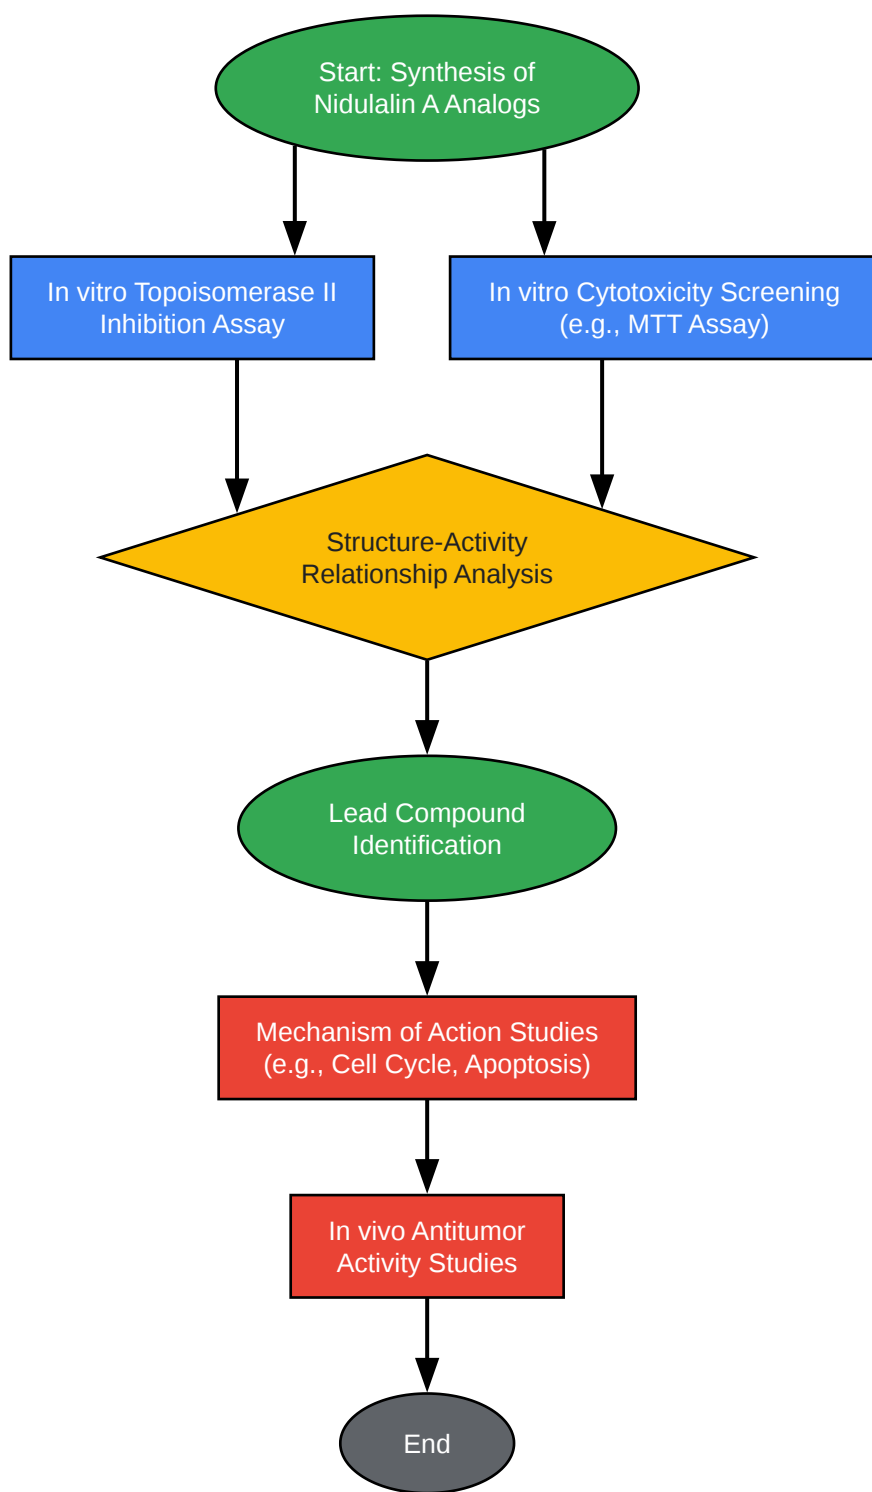 Start: Synthesis of
Nidulalin A Analogs
In vitro Topoisomerase II
Inhibition Assay
In vitro Cytotoxicity Screening
(e.g., MTT Assay)
Structure-Activity
Relationship Analysis
Lead Compound
Identification
Mechanism of Action Studies
(e.g., Cell Cycle, Apoptosis)
In vivo Antitumor
Activity Studies
End